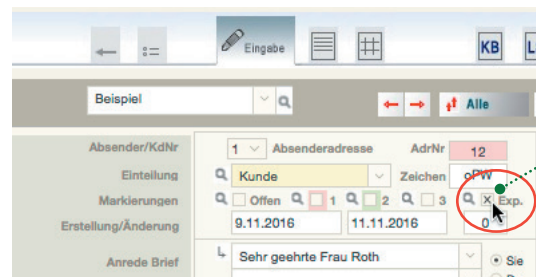 Eingabe
KB
Beispiel
Alle
Absender/KdNr 1 Absenderadresse AdrNr 12
Einteilung Kunde Zeichen oPW
Markierungen Offen 1 2 3 X Exp.
Erstellung/Änderung 9.11.2016 11.11.2016 0
Anrede Brief Sehr geehrte Frau Roth Sie